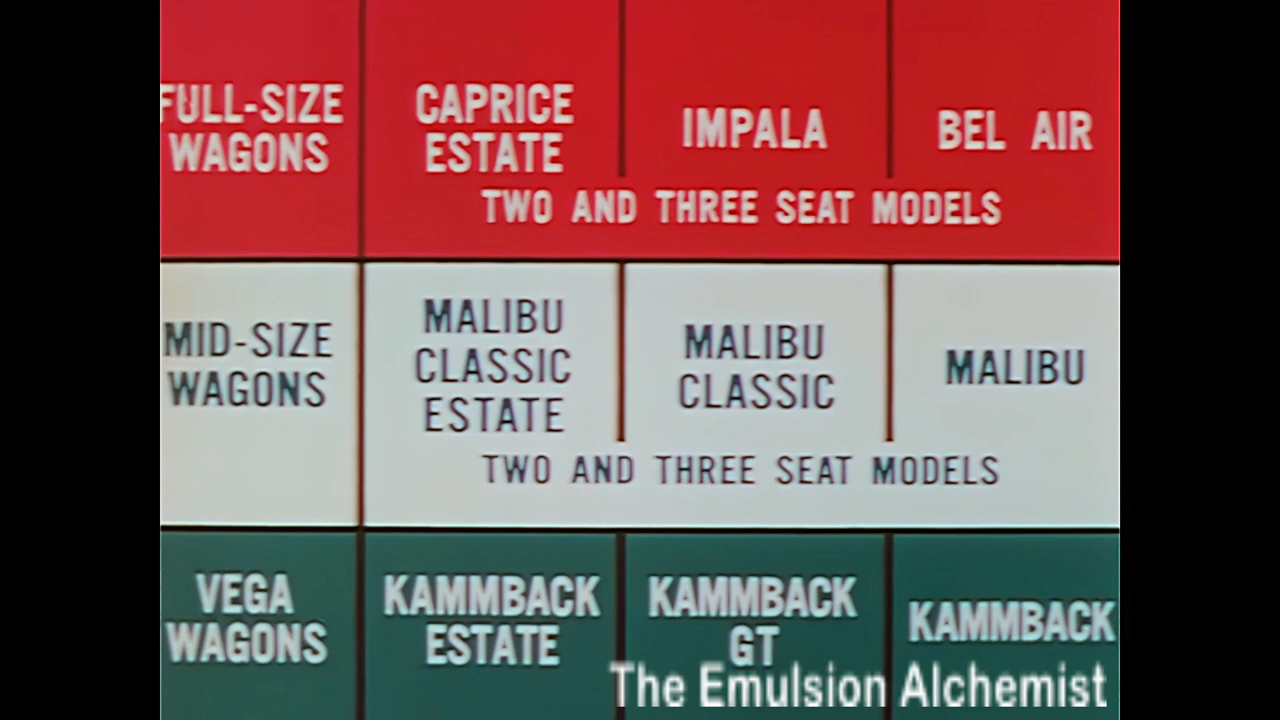 FULL-SIZE
WAGONS
CAPRICE
ESTATE
IMPALA
BEL AIR
TWO AND THREE SEAT MODELS
MID-SIZE
WAGONS
MALIBU
CLASSIC
ESTATE
MALIBU
CLASSIC
MALIBU
TWO AND THREE SEAT MODELS
VEGA
WAGONS
KAMMBACK
ESTATE
KAMMBACK
GT
KAMMBACK
The Emulsion Alchemist